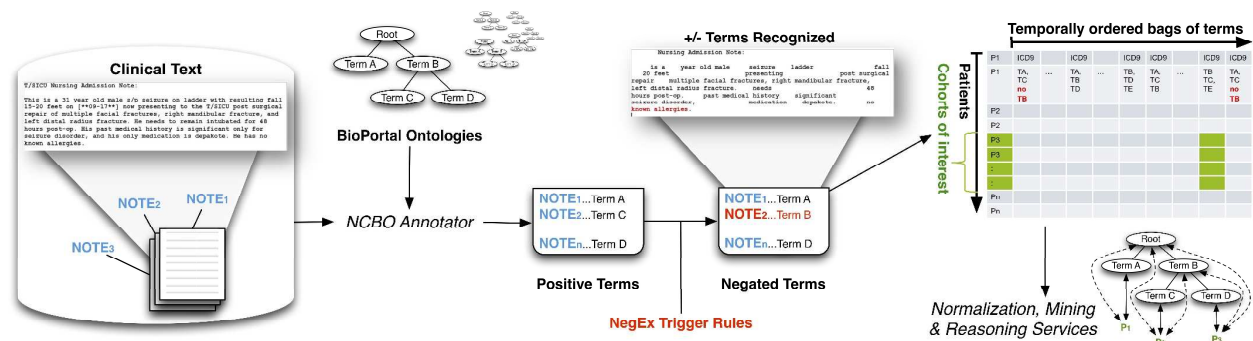 Clinical Text
T/SICU Nursing Admission Note:
This is a 31 year old male s/p seizure on ladder with resulting fall
15-20 feet on [**09-17**] now presenting to the T/SICU post surgical
repair of multiple facial fractures, right mandibular fracture, and
left distal radius fracture. He needs to remain intubated for 48
hours post-op. His past medical history is significant only for
seizure disorder, and his only medication is depakote. He has no
known allergies.
NOTE2
NOTE1
NOTE3
Root
Term A
Term B
Term C
Term D
BioPortal Ontologies
NCBO Annotator
NOTE1...Term A
NOTE2...Term C
NOTEn...Term D
Positive Terms
+/- Terms Recognized
Nursing Admission Note:
is a year old male seizure ladder fall
20 feet presenting post surgical
repair multiple facial fractures, right mandibular fracture,
left distal radius fracture. needs 48
hours post-op. past medical history significant
seizure disorder, medication depakote. no
known allergies.
NOTE1...Term A
NOTE2...Term B
NOTEn...Term D
Negated Terms
NegEx Trigger Rules
Temporally ordered bags of terms
Patients
Cohorts of interest
P1 ICD9 ICD9 ICD9 ICD9 ICD9 ICD9
P1 TA, TC no TB ... TA, TB TD ... TB, TD TE TA, TC TB ... TB TC, TE TA, TC no TB
P2
P2
P3
P3
:
:
Pn
Normalization, Mining
& Reasoning Services
Root
Term A
Term B
Term C
Term D
P1
P3